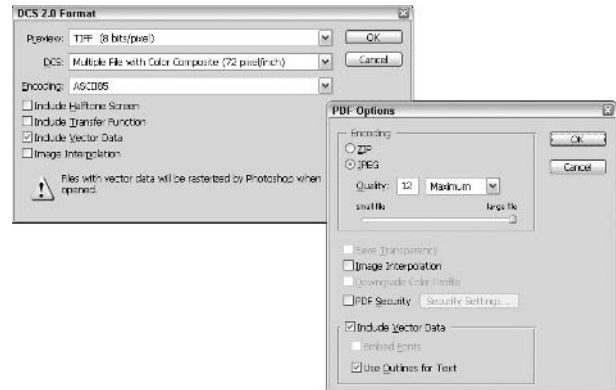 DCS 2.0 Format
Preview: TIFF (8 bits/pixel)
OK
DCS: Multiple File with Color Composite (72 pixel/inch)
Cancel
Encoding: ASCII85
Include Halftone Screen
Include Transfer Function
Include Vector Data
Image Interpolation
Files with vector data will be rasterized by Photoshop when
opened.
PDF Options
Encoding
OK
ZIP
JPEG
Cancel
Quality: 12 Maximum
small file large file
Save Transparency
Image Interpolation
Downgrade Color Profile
PDF Security Security Settings...
Include Vector Data
Embed Fonts
Use Outlines for Text